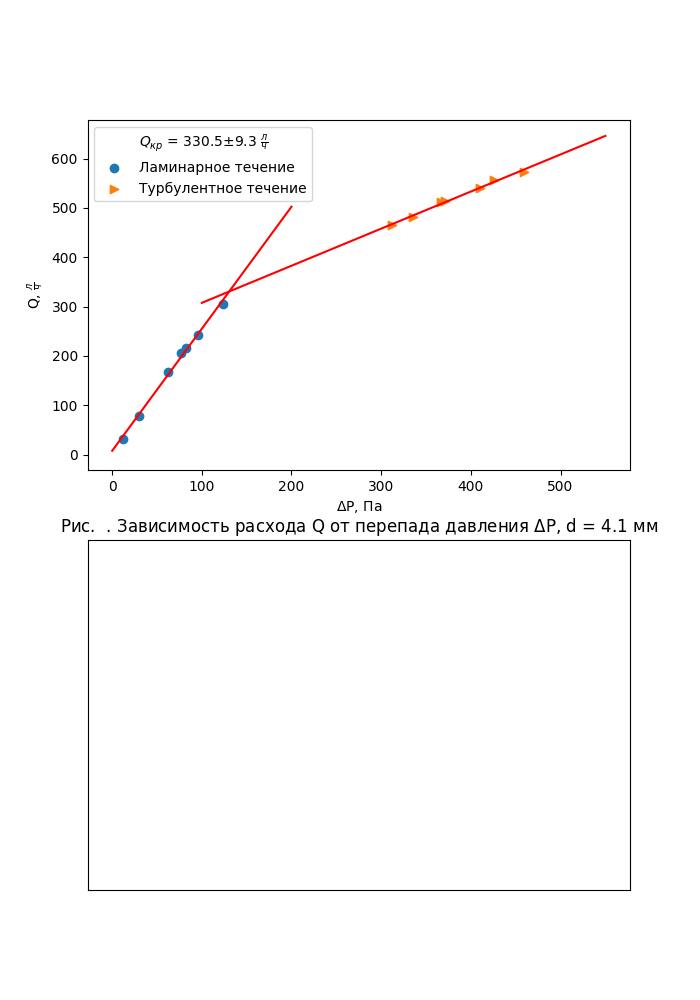 Qкр = 330.5±9.3 л/ч
Ламинарное течение
Турбулентное течение
600
500
400
300
200
100
0
Q, л/ч
0 100 200 300 400 500
ΔP, Па
Рис. . Зависимость расхода Q от перепада давления ΔP, d = 4.1 мм